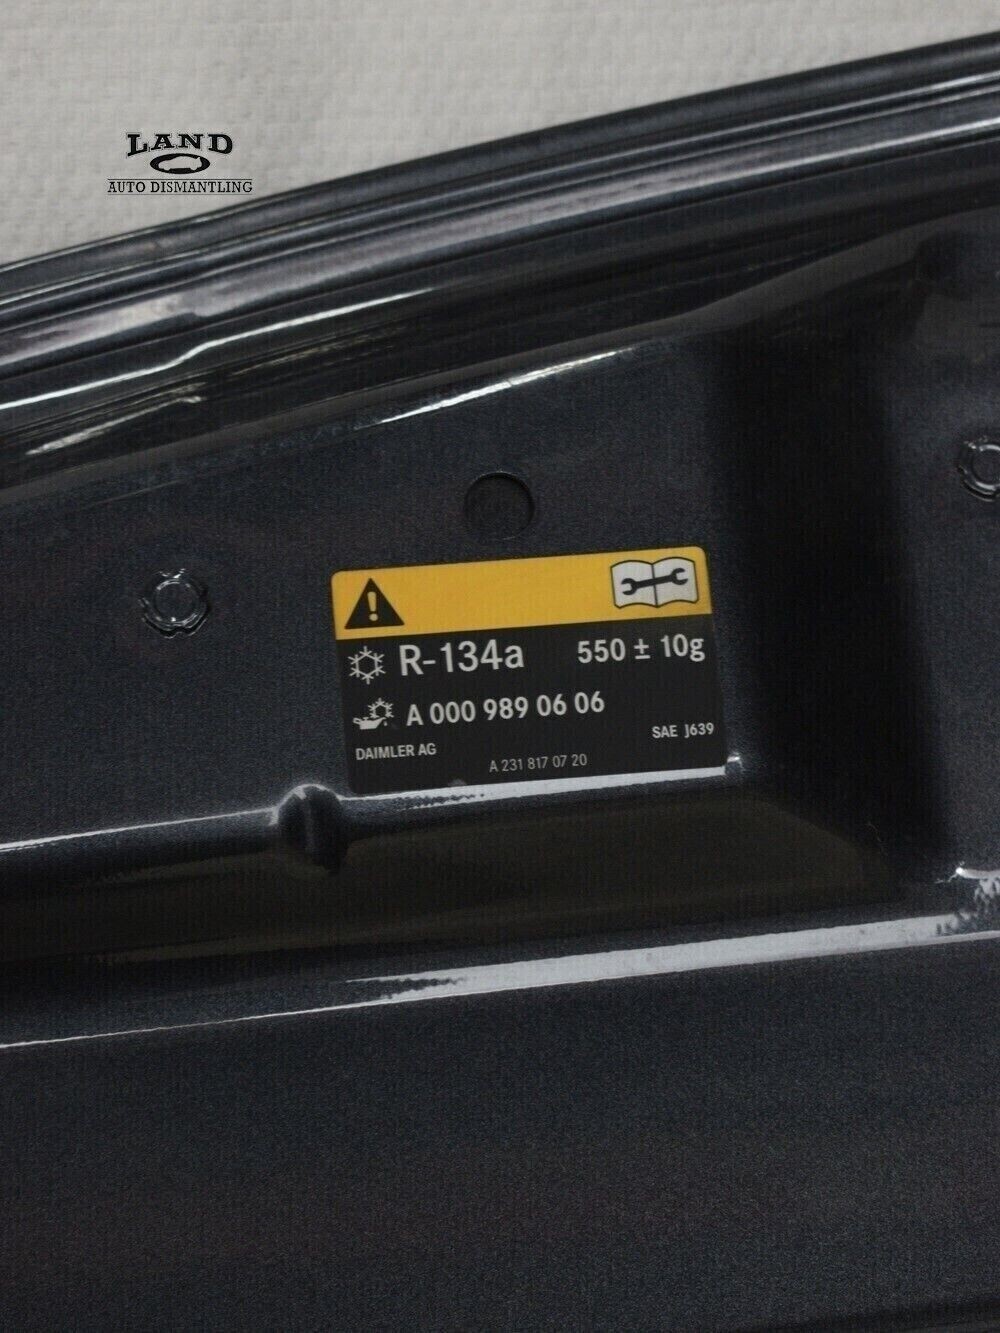 LAND
AUTO DISMANTLING
R-134a 550 ± 10g
A 000 989 06 06
DAIMLER AG SAE J639
A 231 817 07 20